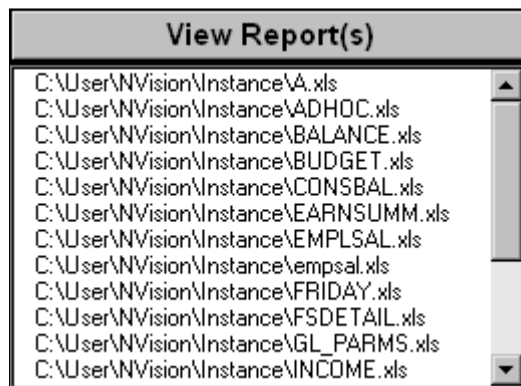 View Report(s)
C:\User\NVision\Instance\A.xls
C:\User\NVision\Instance\ADHOC.xls
C:\User\NVision\Instance\BALANCE.xls
C:\User\NVision\Instance\BUDGET.xls
C:\User\NVision\Instance\CONSBAL.xls
C:\User\NVision\Instance\EARNSUMM.xls
C:\User\NVision\Instance\EMPLSAL.xls
C:\User\NVision\Instance\empsal.xls
C:\User\NVision\Instance\FRIDAY.xls
C:\User\NVision\Instance\FSDETAIL.xls
C:\User\NVision\Instance\GL_PARMS.xls
C:\User\NVision\Instance\INCOME.xls